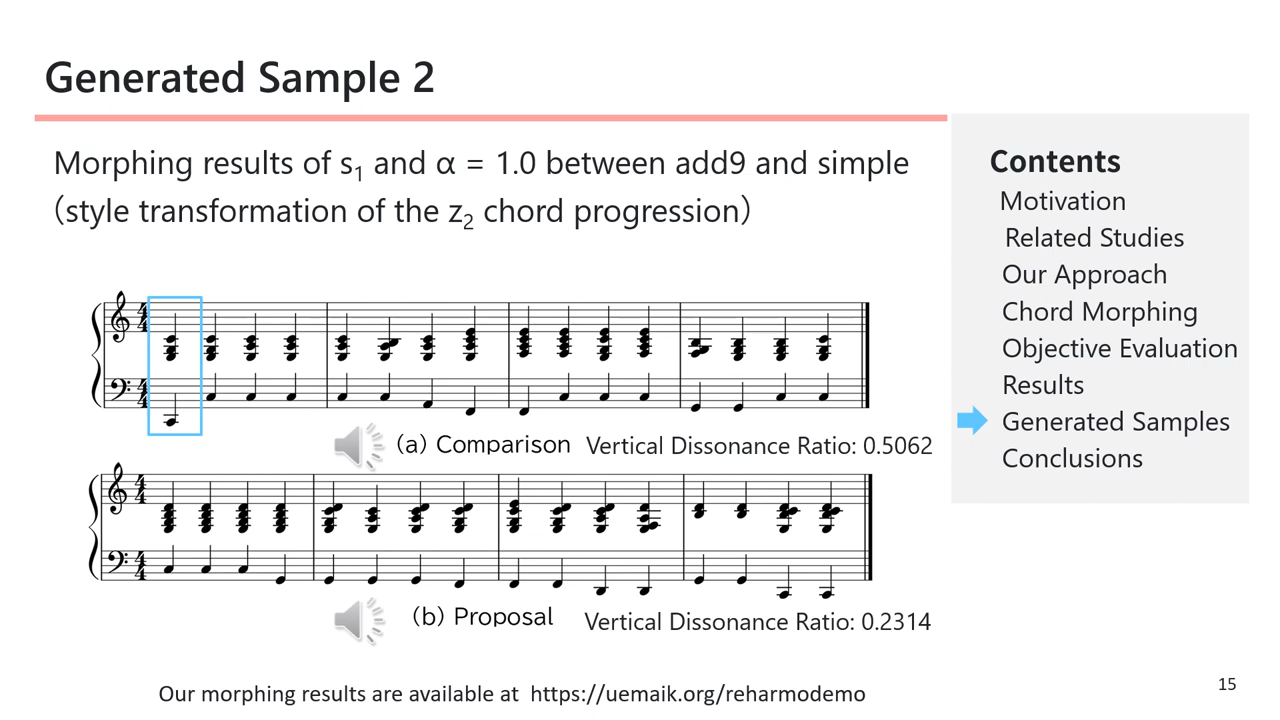 Generated Sample 2
Morphing results of s₁ and α = 1.0 between add9 and simple
(style transformation of the z₂ chord progression)
(a) Comparison Vertical Dissonance Ratio: 0.5062
(b) Proposal Vertical Dissonance Ratio: 0.2314
Our morphing results are available at https://uemaik.org/reharmodemo
Contents
Motivation
Related Studies
Our Approach
Chord Morphing
Objective Evaluation
Results
Generated Samples
Conclusions
15